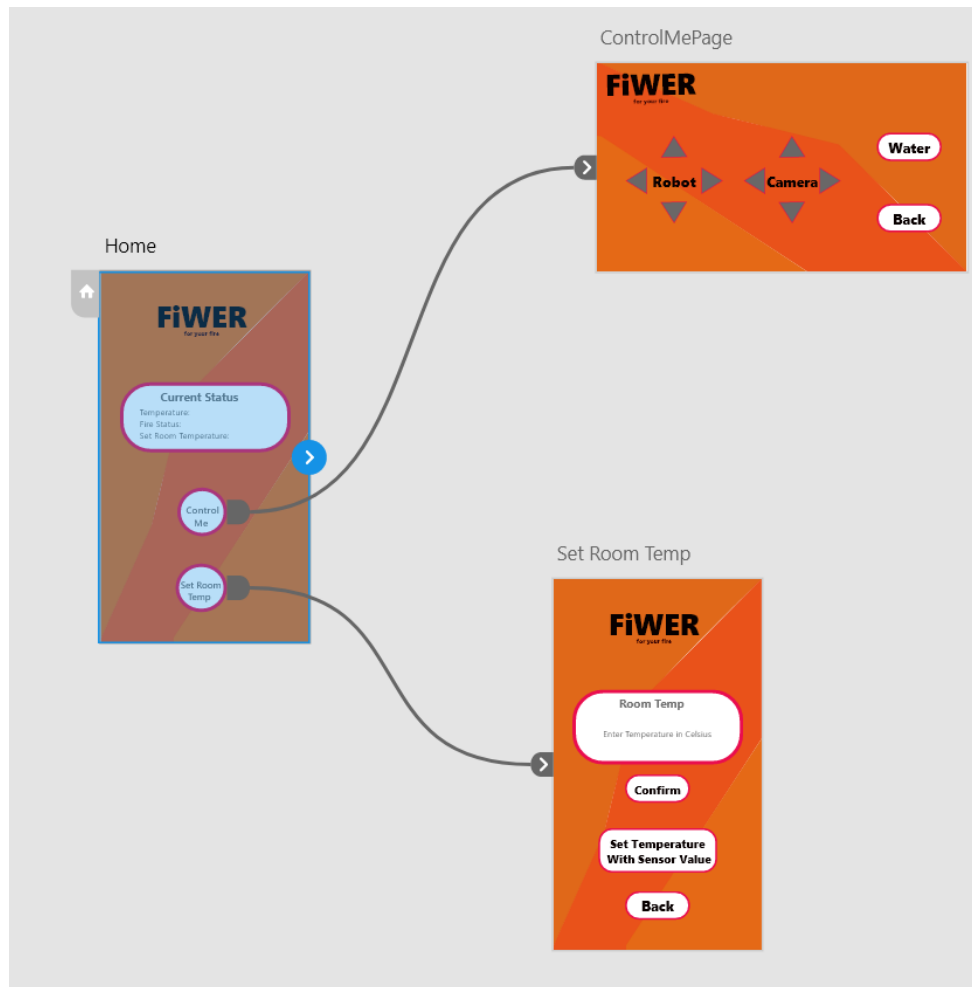 ControlMePage
FiWER
for your fire
Robot
Camera
Water
Back
Home
FiWER
for your fire
Current Status
Temperature:
Fire Status:
Set Room Temperature:
Control
Me
Set Room
Temp
Set Room Temp
FiWER
for your fire
Room Temp
Enter Temperature in Celsius
Confirm
Set Temperature
With Sensor Value
Back